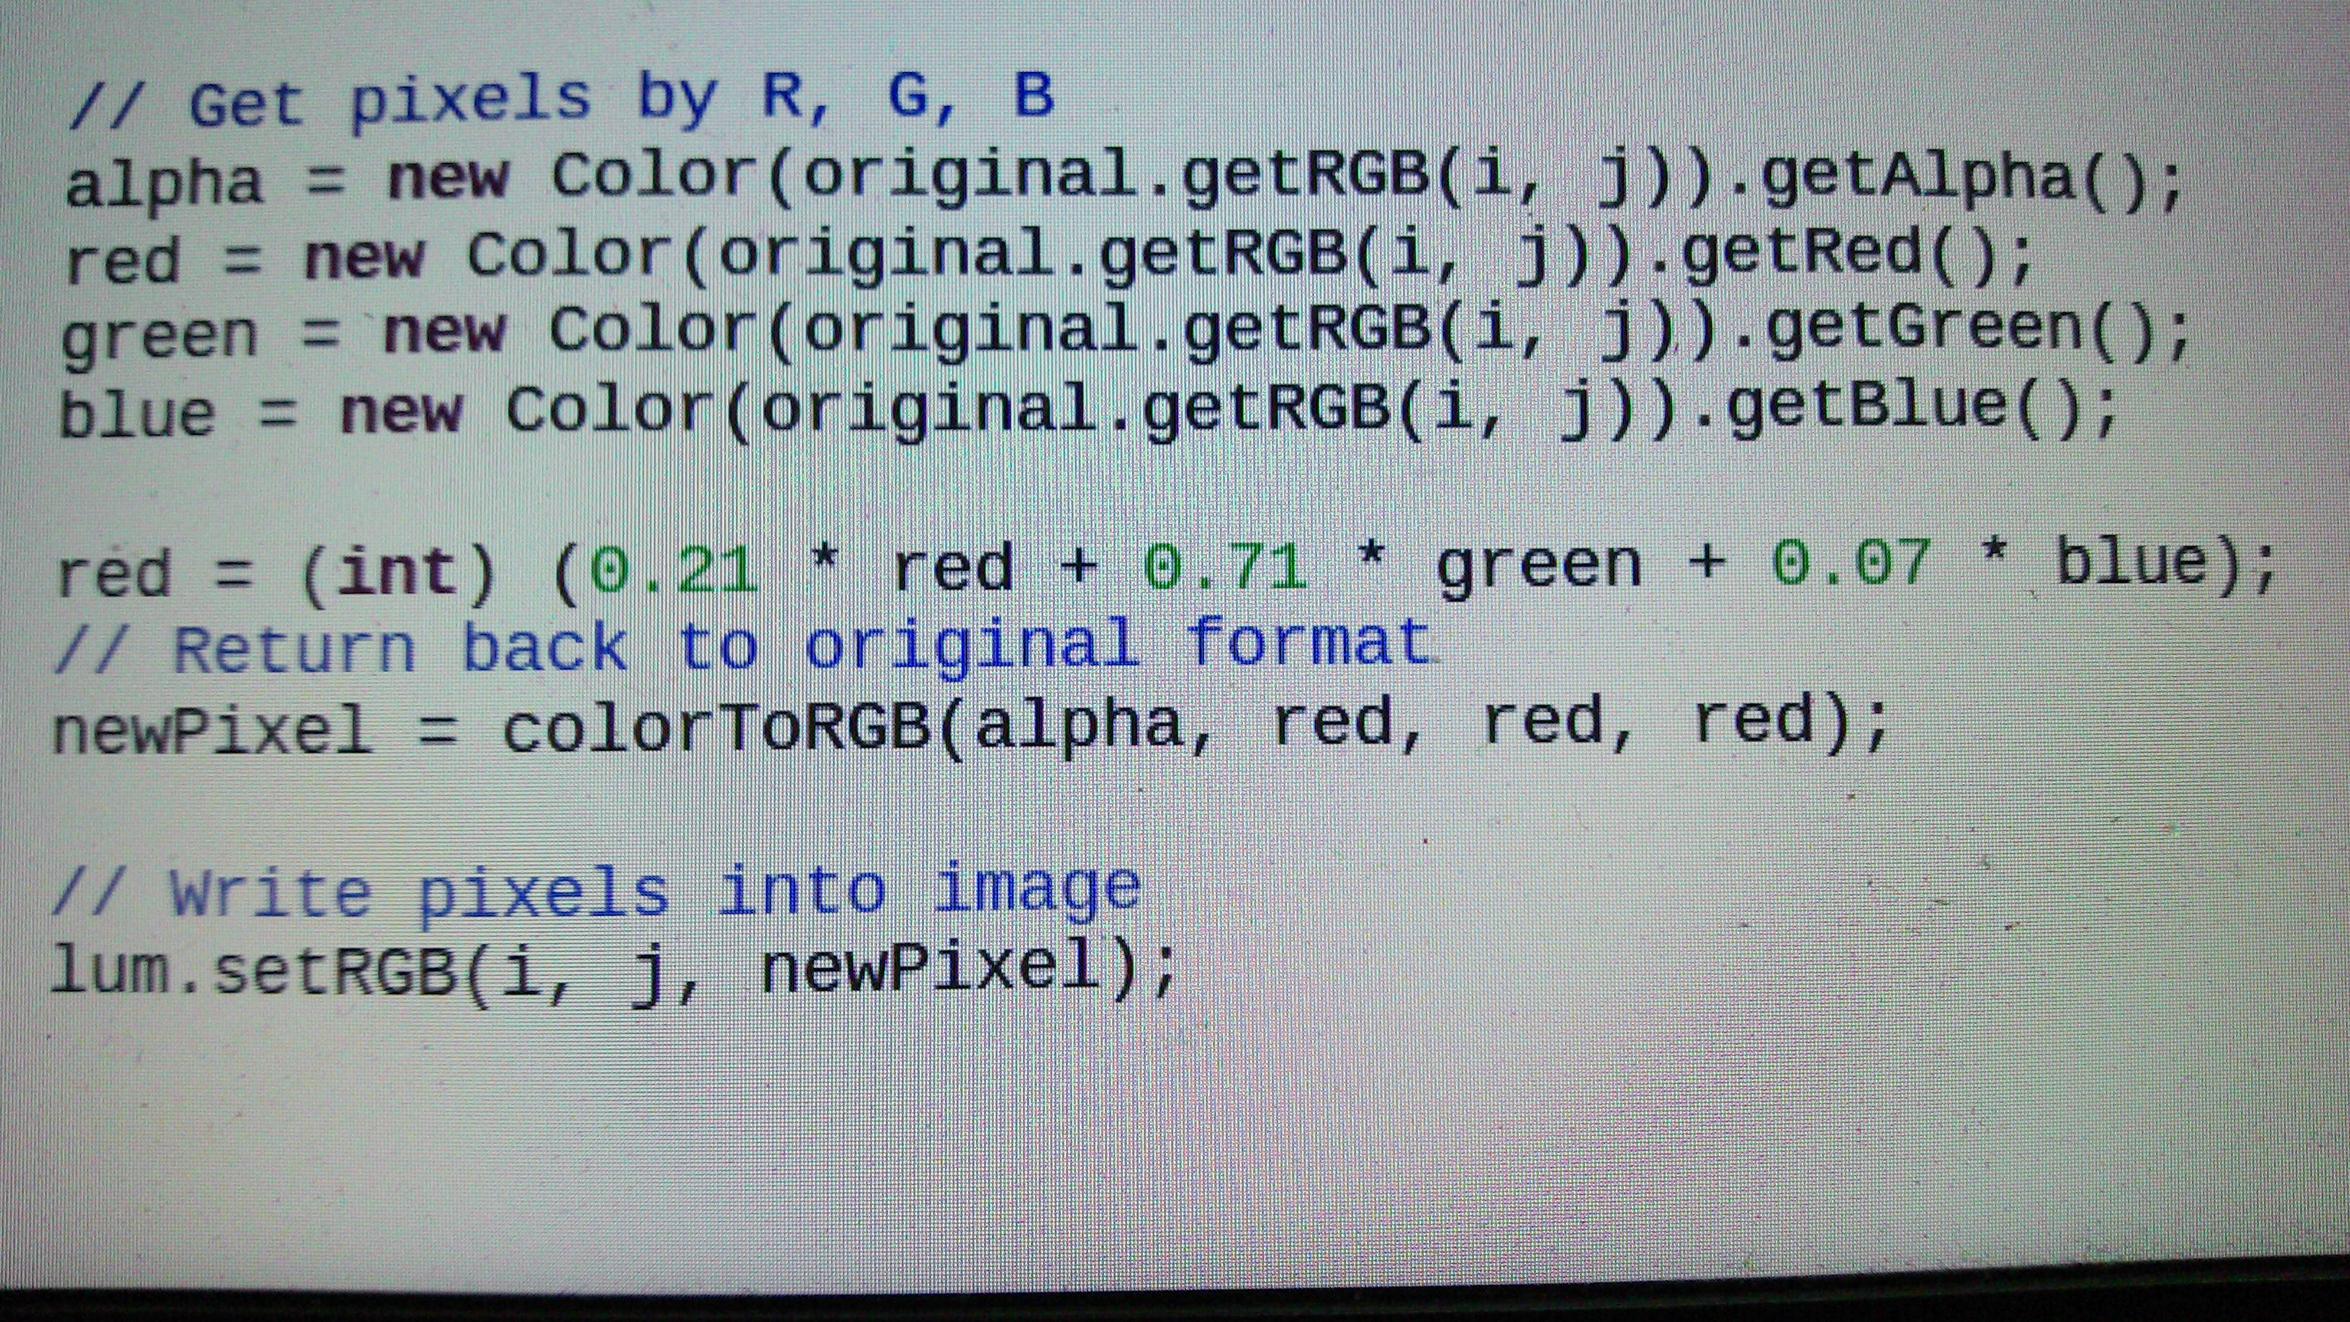 // Get pixels by R, G, B
alpha = new Color(original.getRGB(i, j)).getAlpha();
red = new Color(original.getRGB(i, j)).getRed();
green = new Color(original.getRGB(i, j)).getGreen();
blue = new Color(original.getRGB(i, j)).getBlue();
red = (int) (0.21 * red + 0.71 * green + 0.07 * blue);
// Return back to original format
newPixel = colorToRGB(alpha, red, red, red);
// Write pixels into image
lum.setRGB(i, j, newPixel);